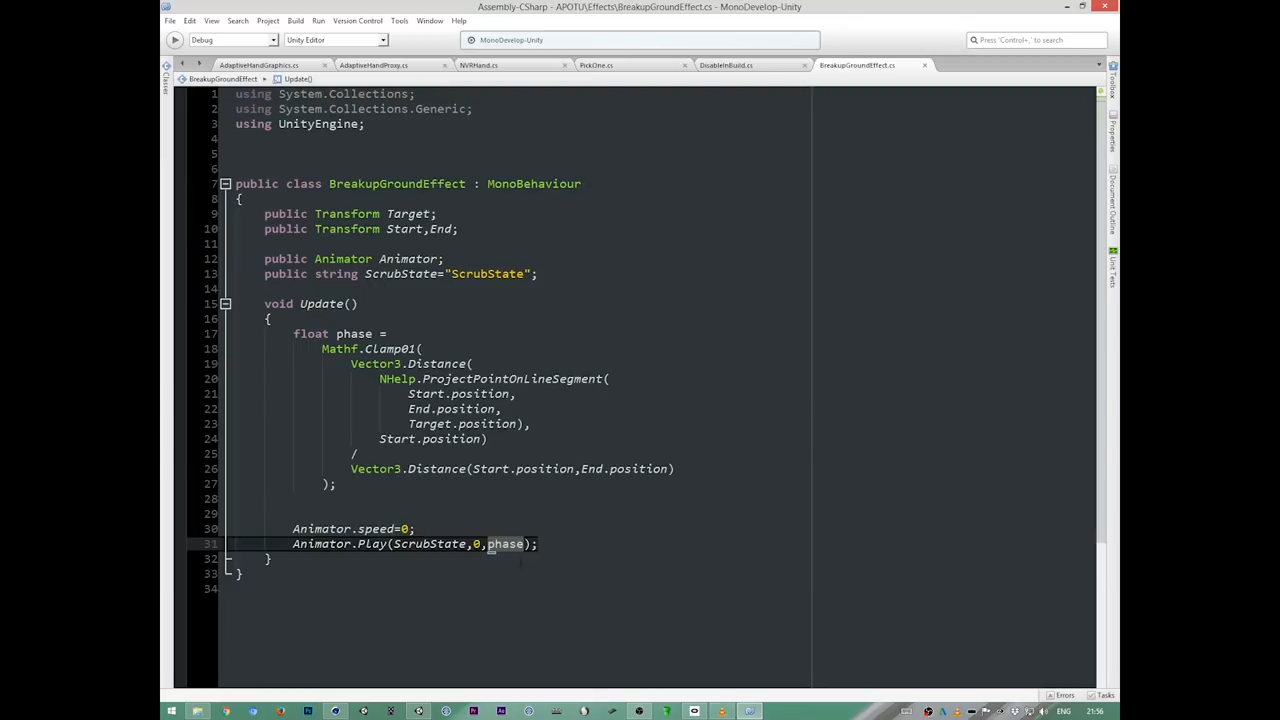 Assembly-CSharp - APOTU\Effects\BreakupGroundEffect.cs - MonoDevelop-Unity
File Edit View Search Project Build Run Version Control Tools Window Help
Debug Unity Editor MonoDevelop-Unity Press 'Control+,' to search
AdaptiveHandGraphics.cs AdaptiveHandProxy.cs NVRHand.cs PickOne.cs DisableInBuild.cs BreakupGroundEffect.cs
BreakupGroundEffect Update()
Classes
Toolbox
Properties
Document Outline
Unit Tests
1 using System.Collections;
2 using System.Collections.Generic;
3 using UnityEngine;
4
5
6
7 public class BreakupGroundEffect : MonoBehaviour
8 {
9 public Transform Target;
10 public Transform Start,End;
11
12 public Animator Animator;
13 public string ScrubState="ScrubState";
14
15 void Update()
16 {
17 float phase =
18 Mathf.Clamp01(
19 Vector3.Distance(
20 NHelp.ProjectPointOnLineSegment(
21 Start.position,
22 End.position,
23 Target.position),
24 Start.position)
25 /
26 Vector3.Distance(Start.position,End.position)
27 );
28
29
30 Animator.speed=0;
31 Animator.Play(ScrubState,0,phase);
32 }
33 }
34
Errors Tasks
ENG 21:56